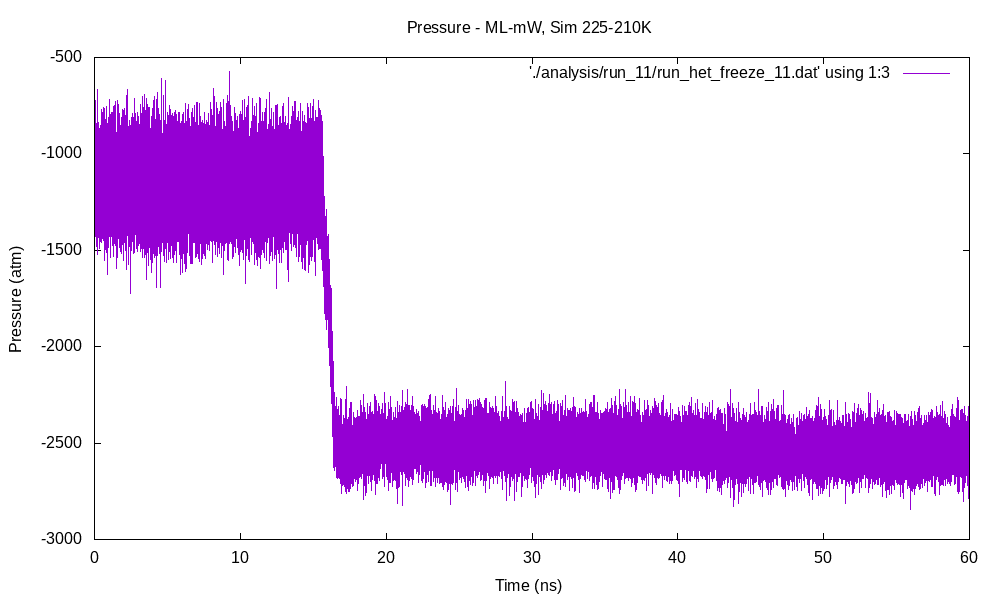 Pressure - ML-mW, Sim 225-210K
'./analysis/run_11/run_het_freeze_11.dat' using 1:3
Pressure (atm)
-500
-1000
-1500
-2000
-2500
-3000
0 10 20 30 40 50 60
Time (ns)